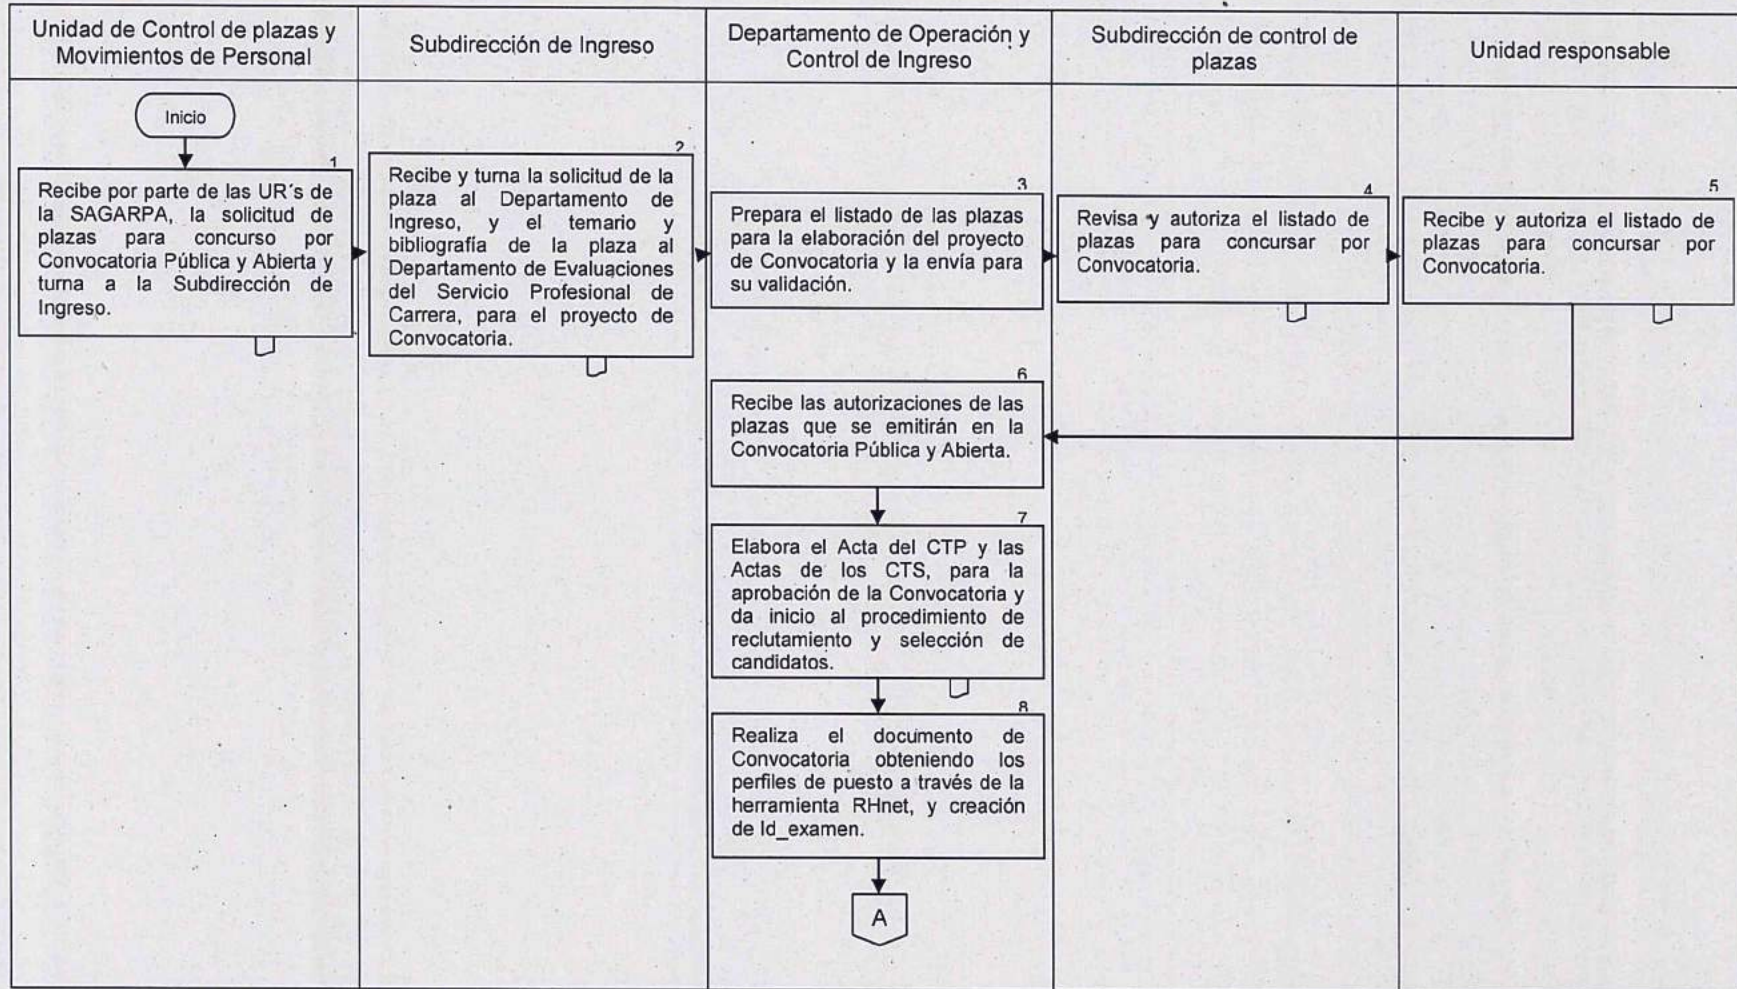 Unidad de Control de plazas y
Movimientos de Personal
Subdirección de Ingreso
Departamento de Operación y
Control de Ingreso
Subdirección de control de
plazas
Unidad responsable
Inicio
1
Recibe por parte de las UR´s de
la SAGARPA, la solicitud de
plazas para concurso por
Convocatoria Pública y Abierta y
turna a la Subdirección de
Ingreso.
2
Recibe y turna la solicitud de la
plaza al Departamento de
Ingreso, y el temario y
bibliografía de la plaza al
Departamento de Evaluaciones
del Servicio Profesional de
Carrera, para el proyecto de
Convocatoria.
3
Prepara el listado de las plazas
para la elaboración del proyecto
de Convocatoria y la envía para
su validación.
4
Revisa y autoriza el listado de
plazas para concursar por
Convocatoria.
5
Recibe y autoriza el listado de
plazas para concursar por
Convocatoria.
6
Recibe las autorizaciones de las
plazas que se emitirán en la
Convocatoria Pública y Abierta.
7
Elabora el Acta del CTP y las
Actas de los CTS, para la
aprobación de la Convocatoria y
da inicio al procedimiento de
reclutamiento y selección de
candidatos.
8
Realiza el documento de
Convocatoria obteniendo los
perfiles de puesto a través de la
herramienta RHnet, y creación
de Id_examen.
A